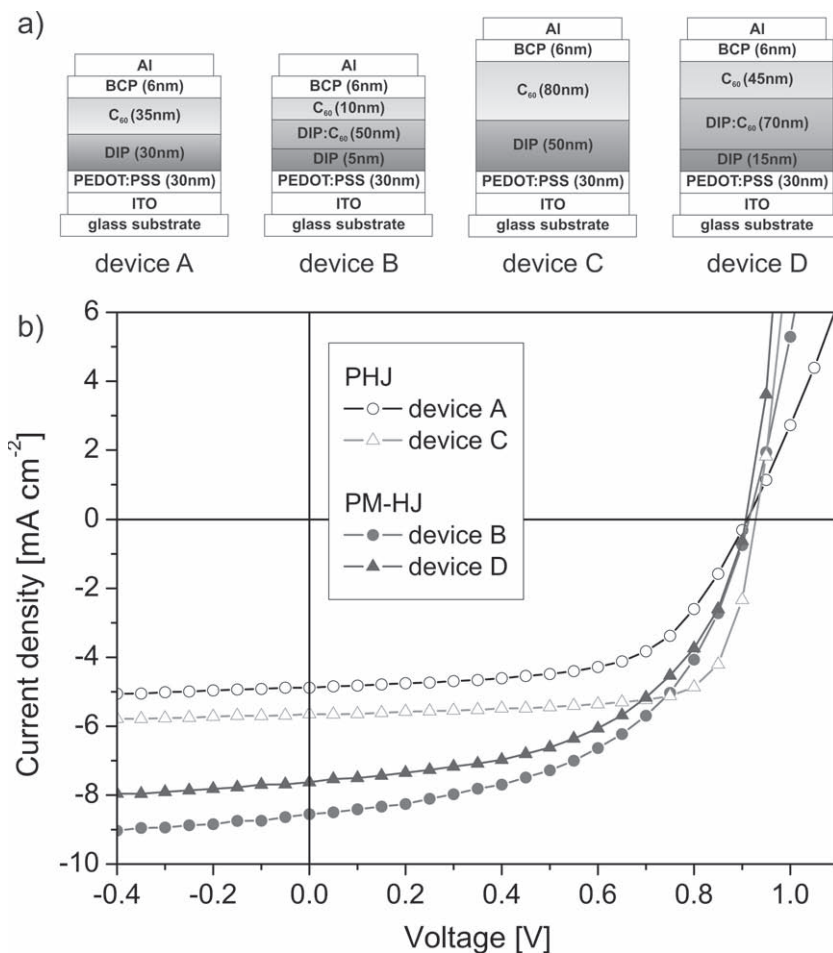 a)
Al
BCP (6nm)
C₆₀ (35nm)
DIP (30nm)
PEDOT:PSS (30nm)
ITO
glass substrate
device A
Al
BCP (6nm)
C₆₀ (10nm)
DIP:C₆₀ (50nm)
DIP (5nm)
PEDOT:PSS (30nm)
ITO
glass substrate
device B
Al
BCP (6nm)
C₆₀ (80nm)
DIP (50nm)
PEDOT:PSS (30nm)
ITO
glass substrate
device C
Al
BCP (6nm)
C₆₀ (45nm)
DIP:C₆₀ (70nm)
DIP (15nm)
PEDOT:PSS (30nm)
ITO
glass substrate
device D
b)
Current density [mA cm⁻²]
6
4
2
0
-2
-4
-6
-8
-10
PHJ
device A
device C
PM-HJ
device B
device D
-0.4
-0.2
0.0
0.2
0.4
0.6
0.8
1.0
Voltage [V]